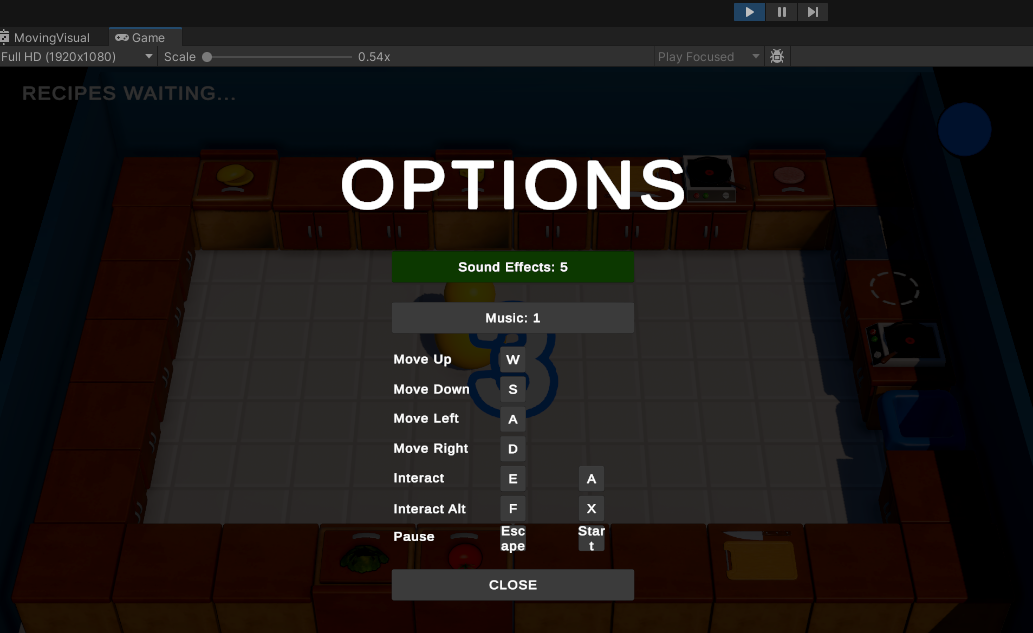 MovingVisual
Game
Full HD (1920x1080)
Scale
0.54x
Play Focused
RECIPES WAITING...
OPTIONS
Sound Effects: 5
Music: 1
Move Up W
Move Down S
Move Left A
Move Right D
Interact E A
Interact Alt F X
Pause
Esc
ape
Star
t
CLOSE